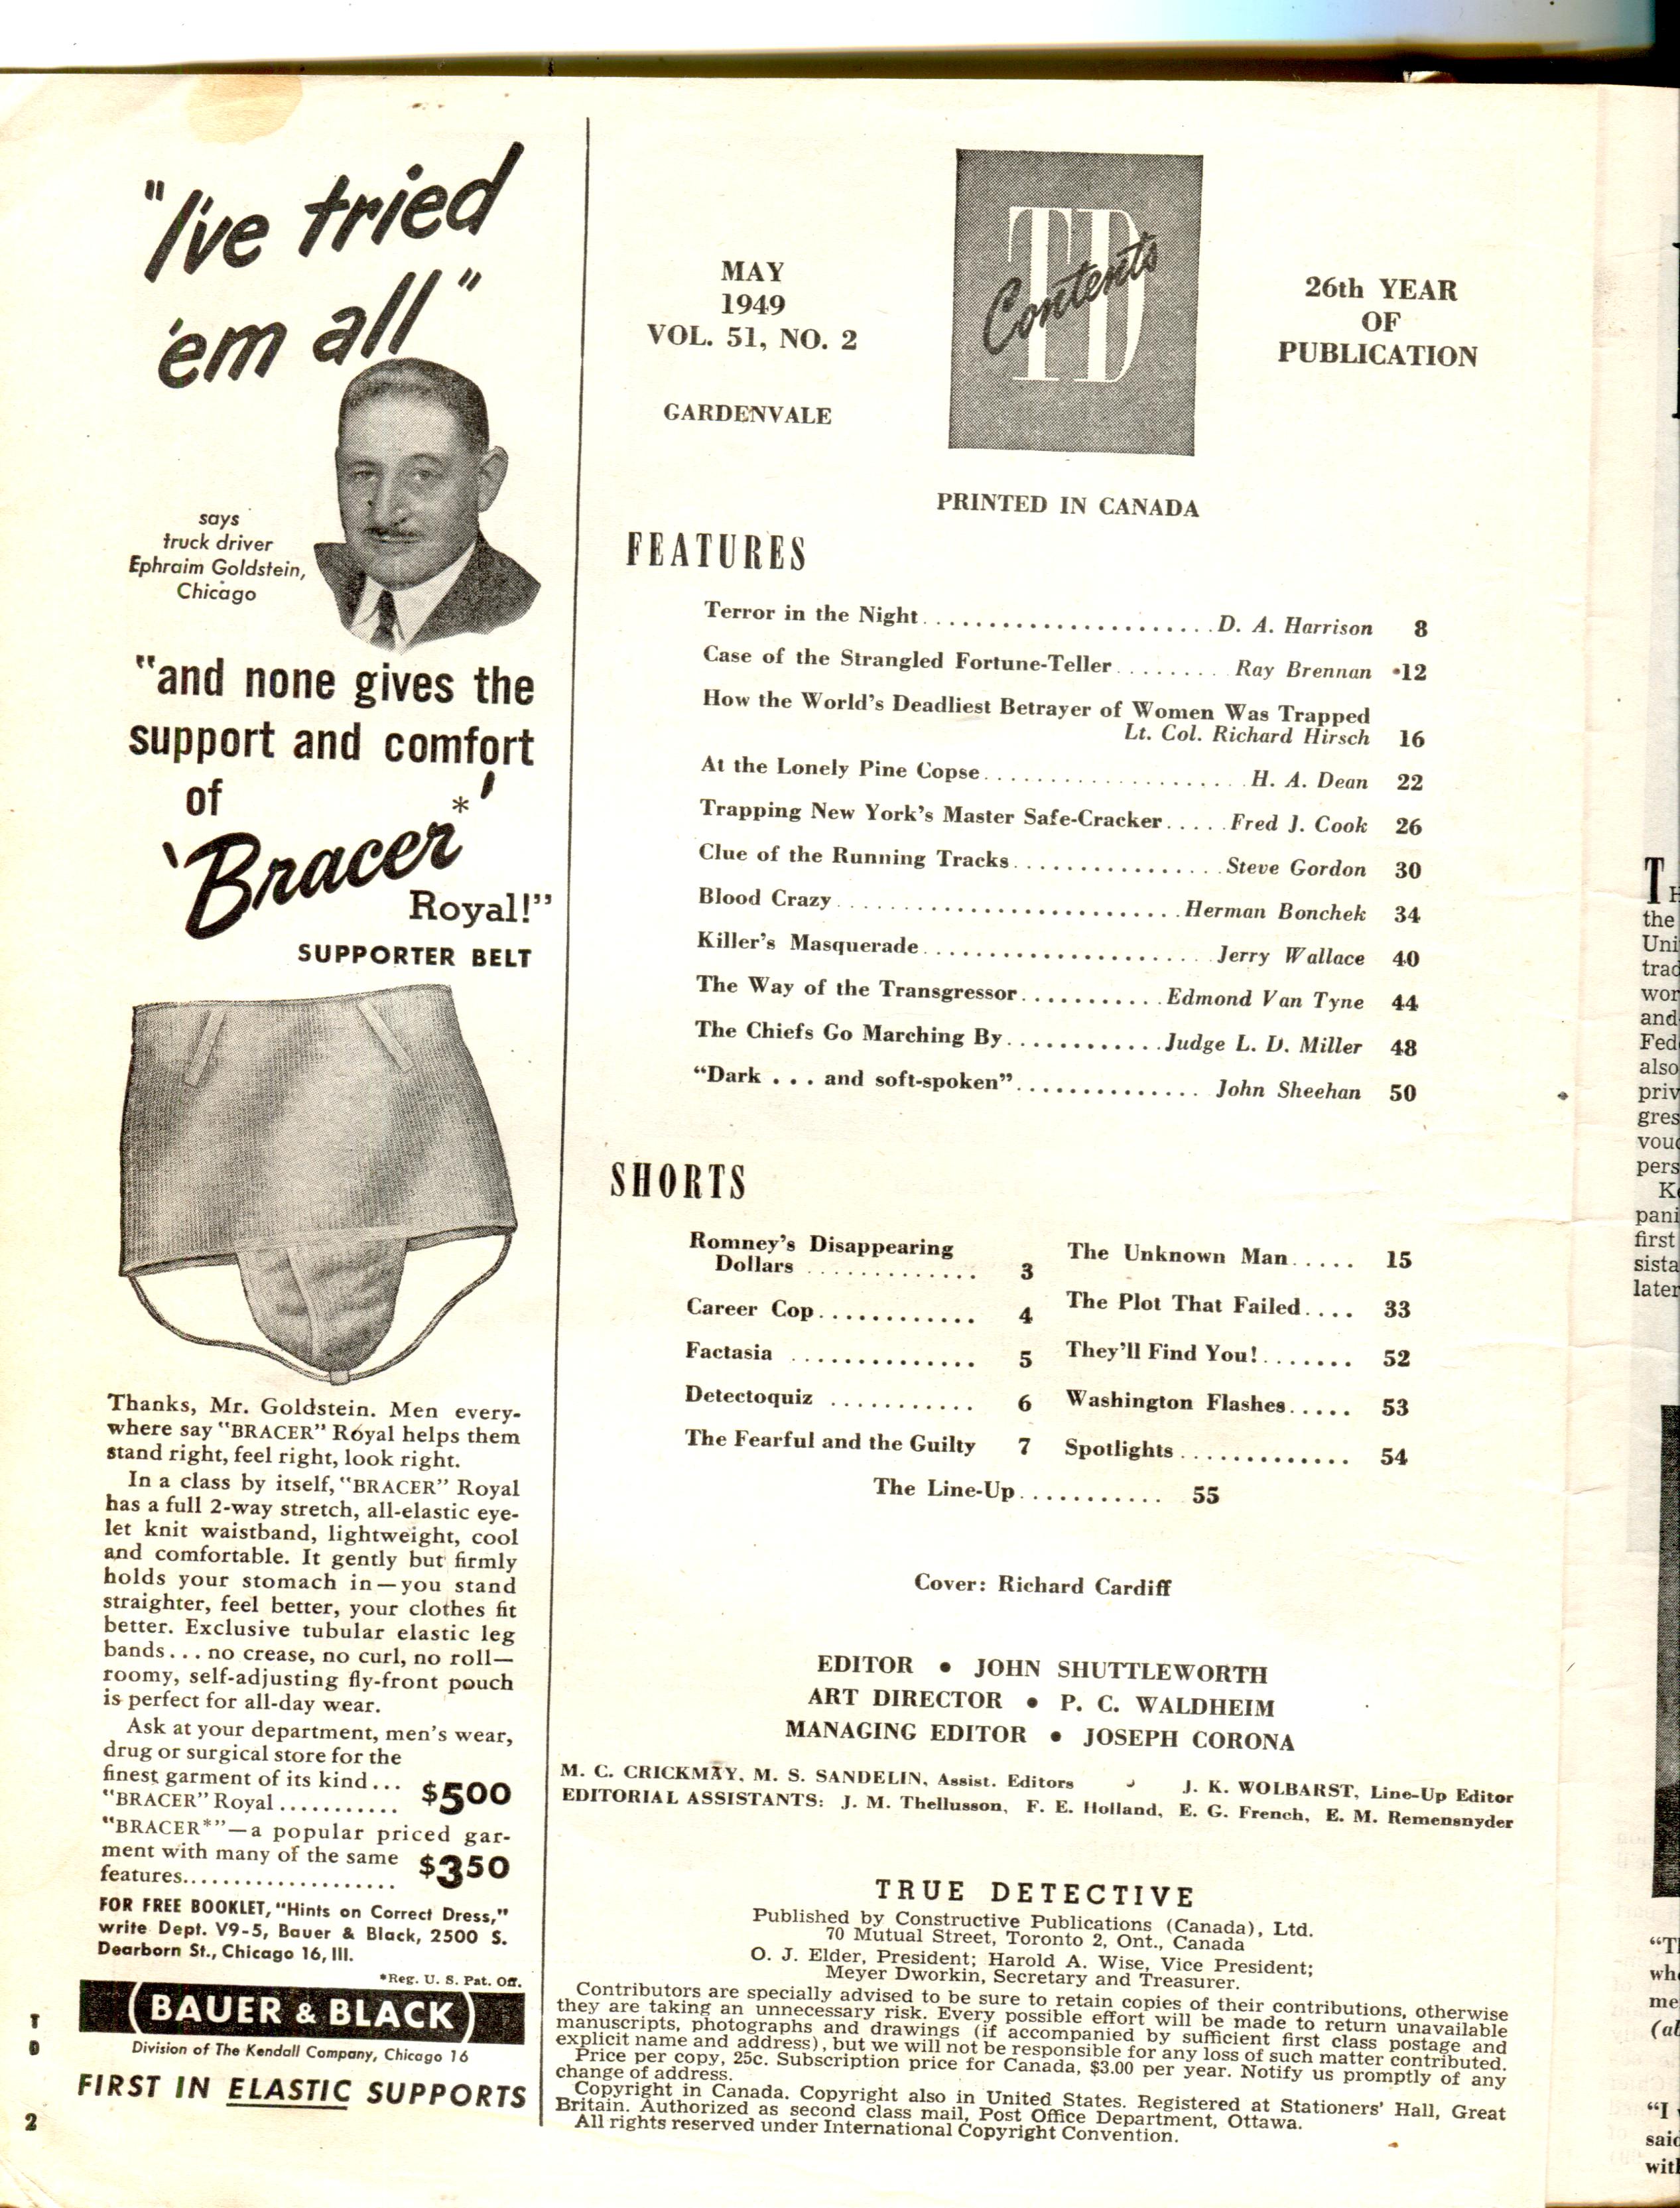 "I've tried
'em all"
says
truck driver
Ephraim Goldstein,
Chicago
"and none gives the
support and comfort
of
'Bracer*'
Royal!"
SUPPORTER BELT
Thanks, Mr. Goldstein. Men every-
where say "BRACER" Royal helps them
stand right, feel right, look right.
In a class by itself, "BRACER" Royal
has a full 2-way stretch, all-elastic eye-
let knit waistband, lightweight, cool
and comfortable. It gently but firmly
holds your stomach in—you stand
straighter, feel better, your clothes fit
better. Exclusive tubular elastic leg
bands... no crease, no curl, no roll—
roomy, self-adjusting fly-front pouch
is perfect for all-day wear.
Ask at your department, men's wear,
drug or surgical store for the
finest garment of its kind...
"BRACER" Royal........... $500
"BRACER*"—a popular priced gar-
ment with many of the same
features.................... $350
FOR FREE BOOKLET, "Hints on Correct Dress,"
write Dept. V9-5, Bauer & Black, 2500 S.
Dearborn St., Chicago 16, Ill.
*Reg. U. S. Pat. Off.
(BAUER & BLACK)
Division of The Kendall Company, Chicago 16
FIRST IN ELASTIC SUPPORTS
T
D
2
MAY
1949
VOL. 51, NO. 2
GARDENVALE
TD
Contents
26th YEAR
OF
PUBLICATION
PRINTED IN CANADA
FEATURES
Terror in the Night......................D. A. Harrison 8
Case of the Strangled Fortune-Teller.........Ray Brennan 12
How the World's Deadliest Betrayer of Women Was Trapped
Lt. Col. Richard Hirsch 16
At the Lonely Pine Copse....................H. A. Dean 22
Trapping New York's Master Safe-Cracker.....Fred J. Cook 26
Clue of the Running Tracks................Steve Gordon 30
Blood Crazy..........................Herman Bonchek 34
Killer's Masquerade......................Jerry Wallace 40
The Way of the Transgressor...........Edmond Van Tyne 44
The Chiefs Go Marching By............Judge L. D. Miller 48
"Dark . . . and soft-spoken"..............John Sheehan 50
SHORTS
Romney's Disappearing
Dollars ............. 3
Career Cop............ 4
Factasia .............. 5
Detectoquiz ........... 6
The Fearful and the Guilty 7
The Unknown Man..... 15
The Plot That Failed.... 33
They'll Find You!....... 52
Washington Flashes..... 53
Spotlights............. 54
The Line-Up........... 55
Cover: Richard Cardiff
EDITOR • JOHN SHUTTLEWORTH
ART DIRECTOR • P. C. WALDHEIM
MANAGING EDITOR • JOSEPH CORONA
M. C. CRICKMAY, M. S. SANDELIN, Assist. Editors J. K. WOLBARST, Line-Up Editor
EDITORIAL ASSISTANTS: J. M. Thellusson, F. E. Holland, E. G. French, E. M. Remensnyder
TRUE DETECTIVE
Published by Constructive Publications (Canada), Ltd.
70 Mutual Street, Toronto 2, Ont., Canada
O. J. Elder, President; Harold A. Wise, Vice President;
Meyer Dworkin, Secretary and Treasurer.
Contributors are specially advised to be sure to retain copies of their contributions, otherwise
they are taking an unnecessary risk. Every possible effort will be made to return unavailable
manuscripts, photographs and drawings (if accompanied by sufficient first class postage and
explicit name and address), but we will not be responsible for any loss of such matter contributed.
Price per copy, 25c. Subscription price for Canada, $3.00 per year. Notify us promptly of any
change of address.
Copyright in Canada. Copyright also in United States. Registered at Stationers' Hall, Great
Britain. Authorized as second class mail, Post Office Department, Ottawa.
All rights reserved under International Copyright Convention.
the
also